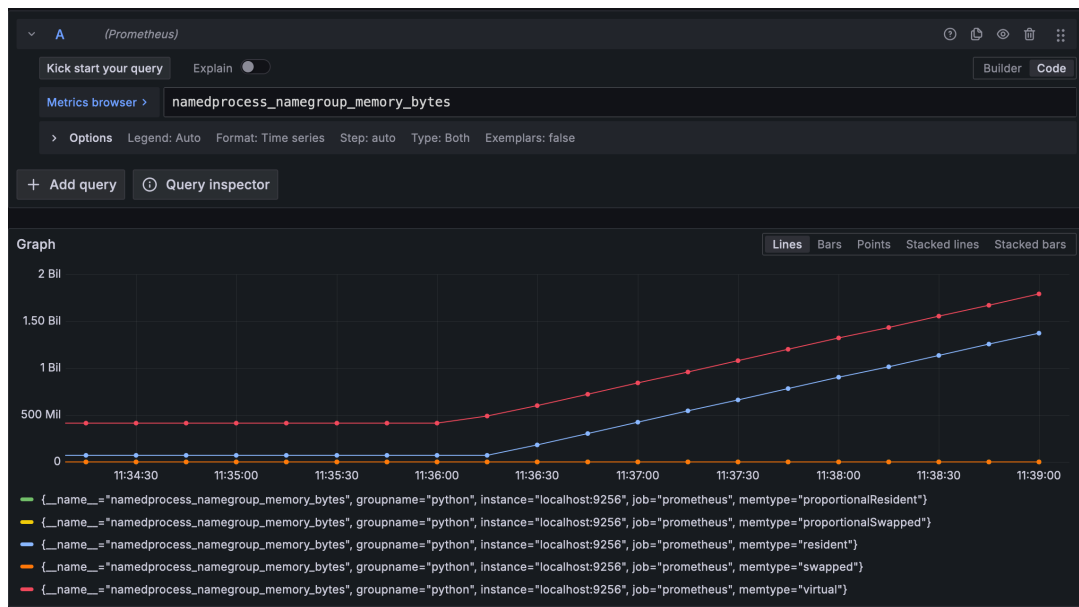 A (Prometheus)
Kick start your query Explain Builder Code
Metrics browser > namedprocess_namegroup_memory_bytes
> Options Legend: Auto Format: Time series Step: auto Type: Both Exemplars: false
+ Add query Query inspector
Graph Lines Bars Points Stacked lines Stacked bars
2 Bil
1.50 Bil
1 Bil
500 Mil
0
11:34:30 11:35:00 11:35:30 11:36:00 11:36:30 11:37:00 11:37:30 11:38:00 11:38:30 11:39:00
{__name__="namedprocess_namegroup_memory_bytes", groupname="python", instance="localhost:9256", job="prometheus", memtype="proportionalResident"}
{__name__="namedprocess_namegroup_memory_bytes", groupname="python", instance="localhost:9256", job="prometheus", memtype="proportionalSwapped"}
{__name__="namedprocess_namegroup_memory_bytes", groupname="python", instance="localhost:9256", job="prometheus", memtype="resident"}
{__name__="namedprocess_namegroup_memory_bytes", groupname="python", instance="localhost:9256", job="prometheus", memtype="swapped"}
{__name__="namedprocess_namegroup_memory_bytes", groupname="python", instance="localhost:9256", job="prometheus", memtype="virtual"}